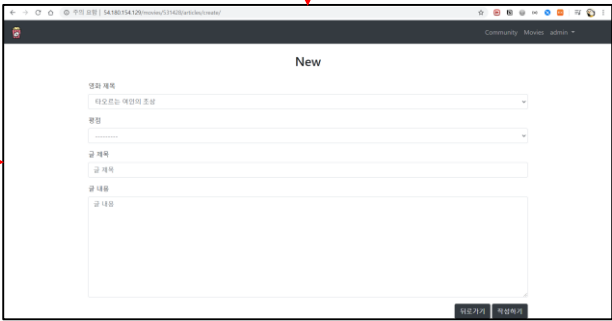 주의 요함 | 54.180.154.129/movies/531428/articles/create/
Community Movies admin
New
영화 제목
타오르는 여인의 초상
평점
---------
글 제목
글 제목
글 내용
글 내용
뒤로가기 작성하기